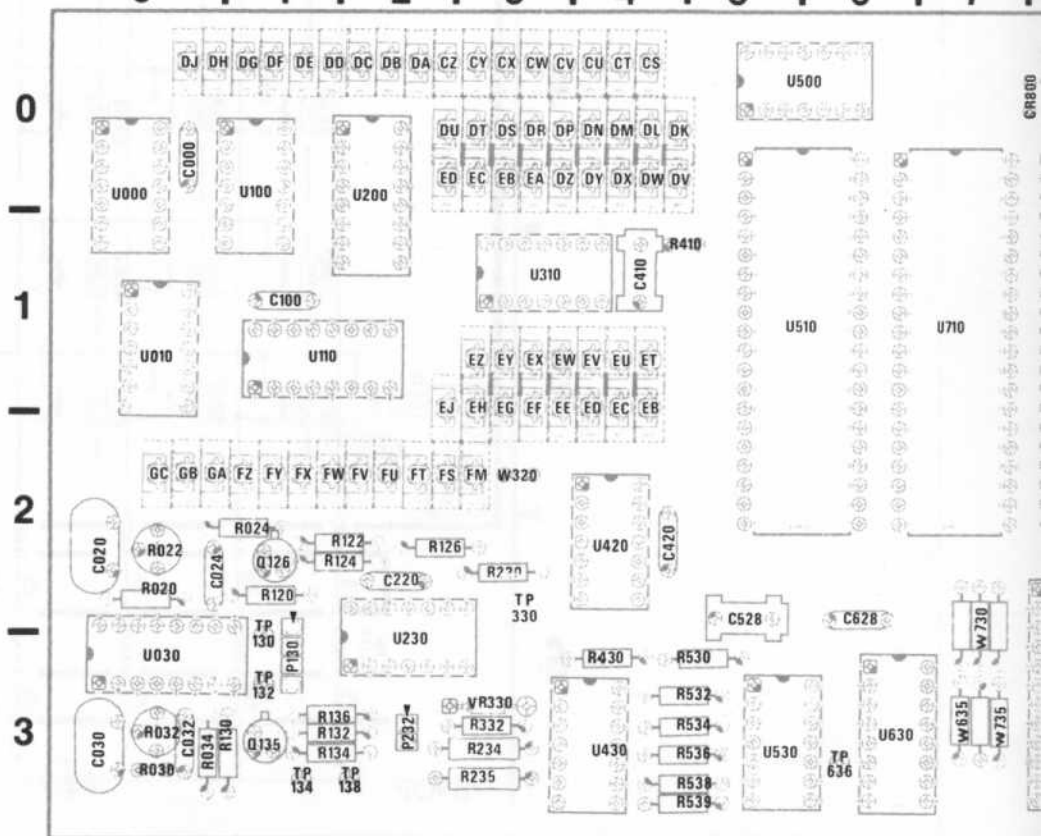 DJ DH DG DF DE DD DC DB DA CZ CY CX CW CV CU CT CS
U500
CR800
0
DU DT DS DR DP DN DM DL DK
C000
U000 U100 U200
ED EC EB EA DZ DY DX DW DV
R410
U310 C410
1
C100
U010 U110 U510 U710
EZ EY EX EW EV EU ET
EJ EH EG EF EE ED EC EB
GC GB GA FZ FY FX FW FV FU FT FS FM W320
2
R024
C020 R022 C024 Q126 R122 R126 U420 C420
R124 R220
R020 R120 C220
TP 330
C528 C628 W730
TP 130
U030 P130 U230
R430 R530
TP 132
VR330 R532
3
C030 R032 C032 R034 R130 Q135 R136 P232 R332 U430 R534 U530 U630 W635 W735
R132 R234
R134 R536
R030 TP 134 TP 138 R235 R538 TP 636
R539